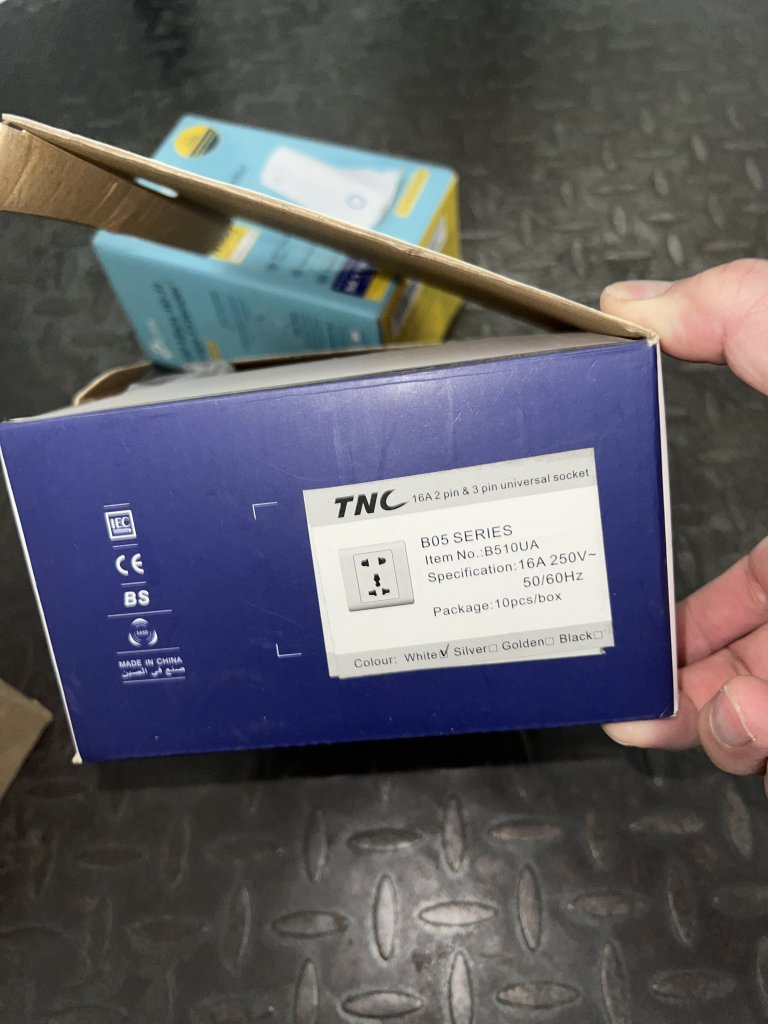 IEC
CE
BS
SASO
MADE IN CHINA
صنع في الصين
TNC 16A 2 pin & 3 pin universal socket
B05 SERIES
Item No.:B510UA
Specification:16A 250V~
50/60Hz
Package:10pcs/box
Colour: White☑ Silver☐ Golden☐ Black☐